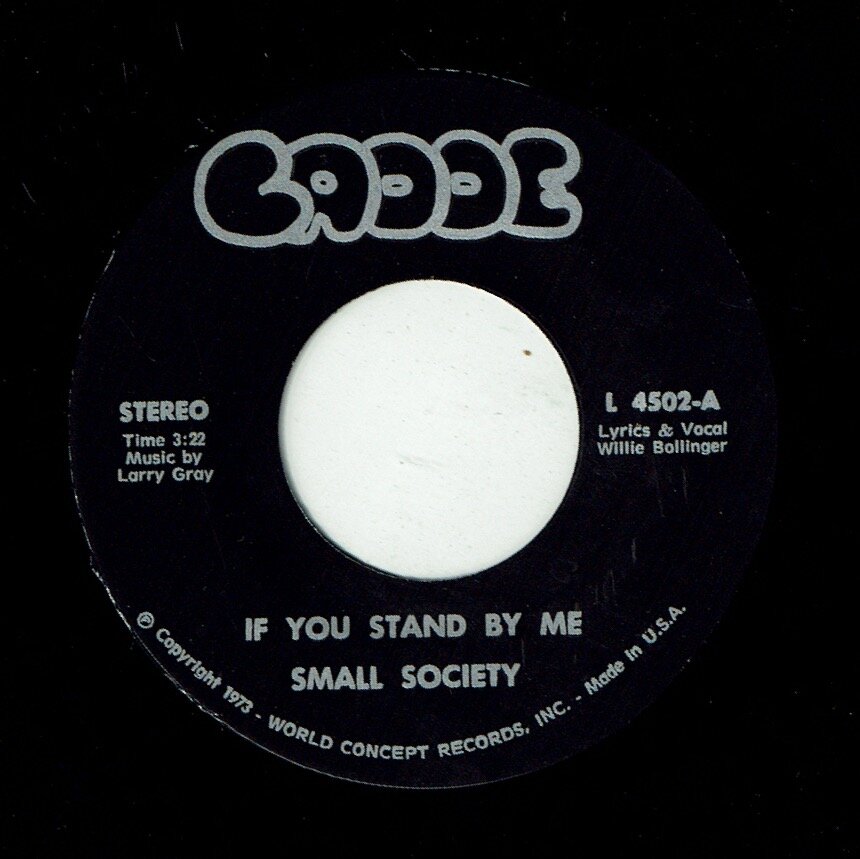 CADDE
STEREO
Time 3:22
Music by
Larry Gray
L 4502-A
Lyrics & Vocal
Willie Bollinger
IF YOU STAND BY ME
SMALL SOCIETY
℗ Copyright 1973 - WORLD CONCEPT RECORDS, INC. - Made in U.S.A.